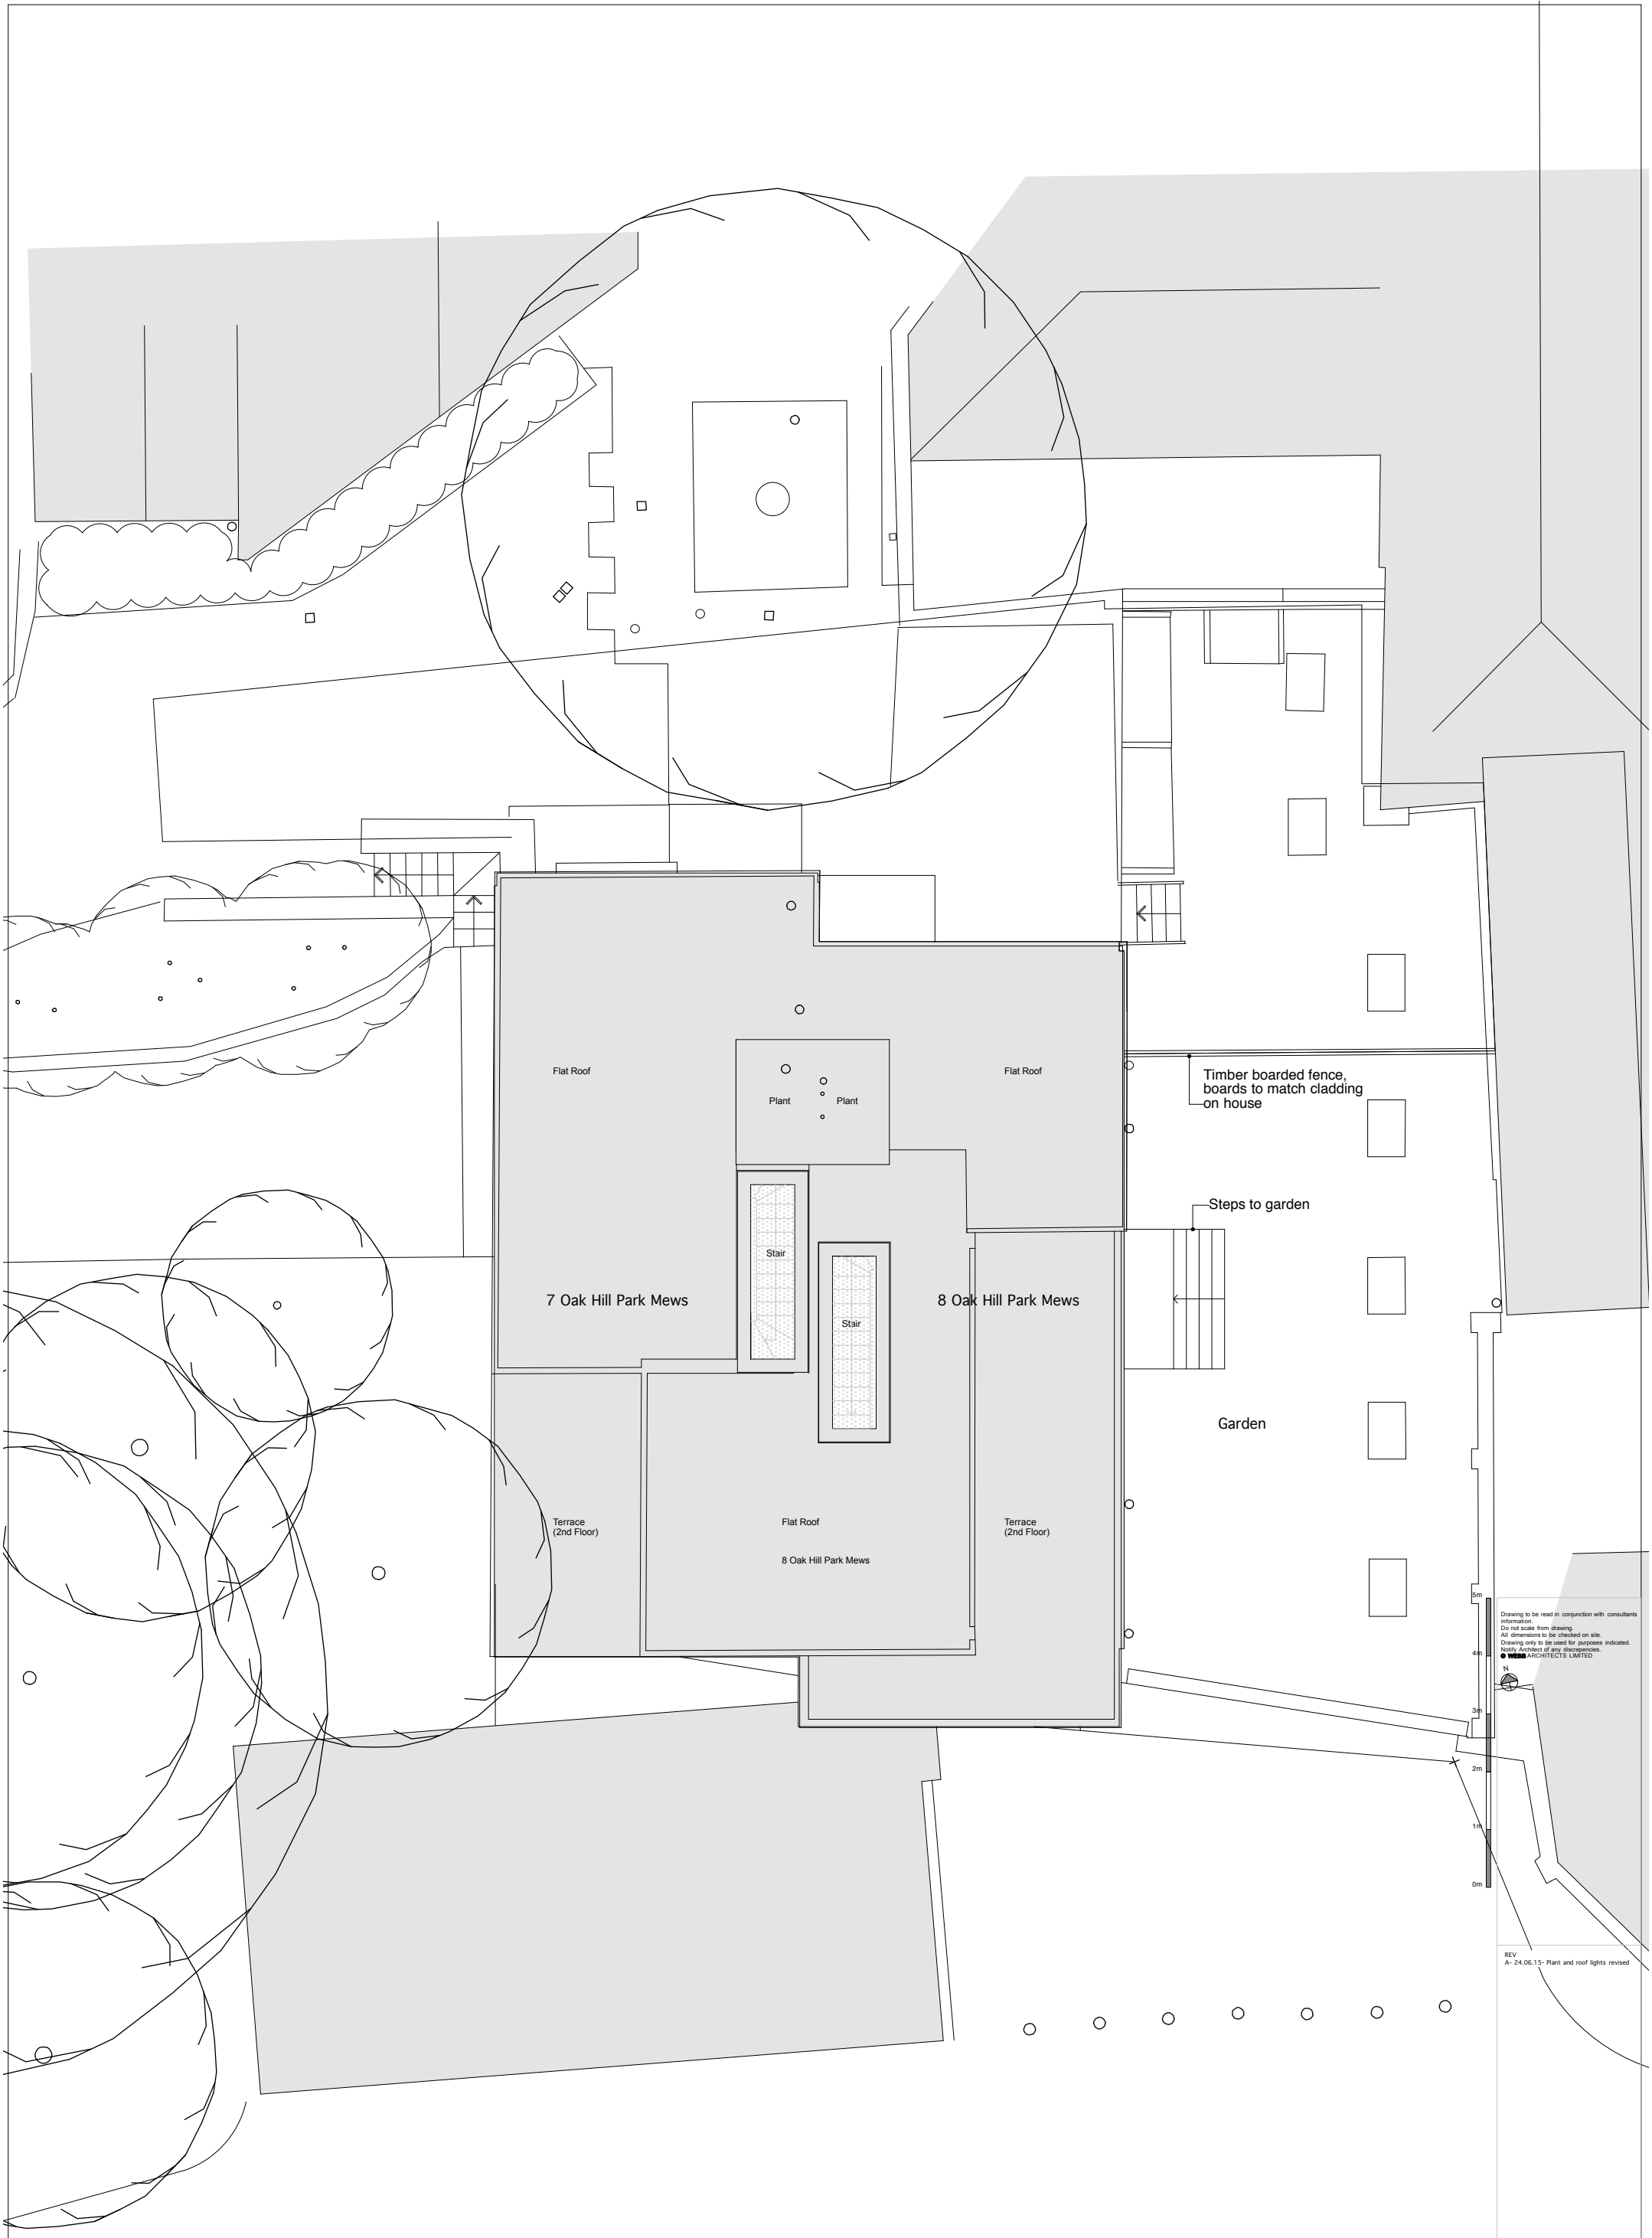 Flat Roof
Flat Roof
Plant
Plant
Timber boarded fence,
boards to match cladding
on house
Steps to garden
Stair
7 Oak Hill Park Mews
8 Oak Hill Park Mews
Stair
Garden
Terrace
(2nd Floor)
Flat Roof
8 Oak Hill Park Mews
Terrace
(2nd Floor)
5m
4m
3m
2m
1m
0m
Drawing to be read in conjunction with consultants
information.
Do not scale from drawing.
All dimensions to be checked on site.
Drawing only to be used for purposes indicated.
Notify Architect of any discrepencies.
© WEBB ARCHITECTS LIMITED
N
REV
A- 24.06.15- Plant and roof lights revised